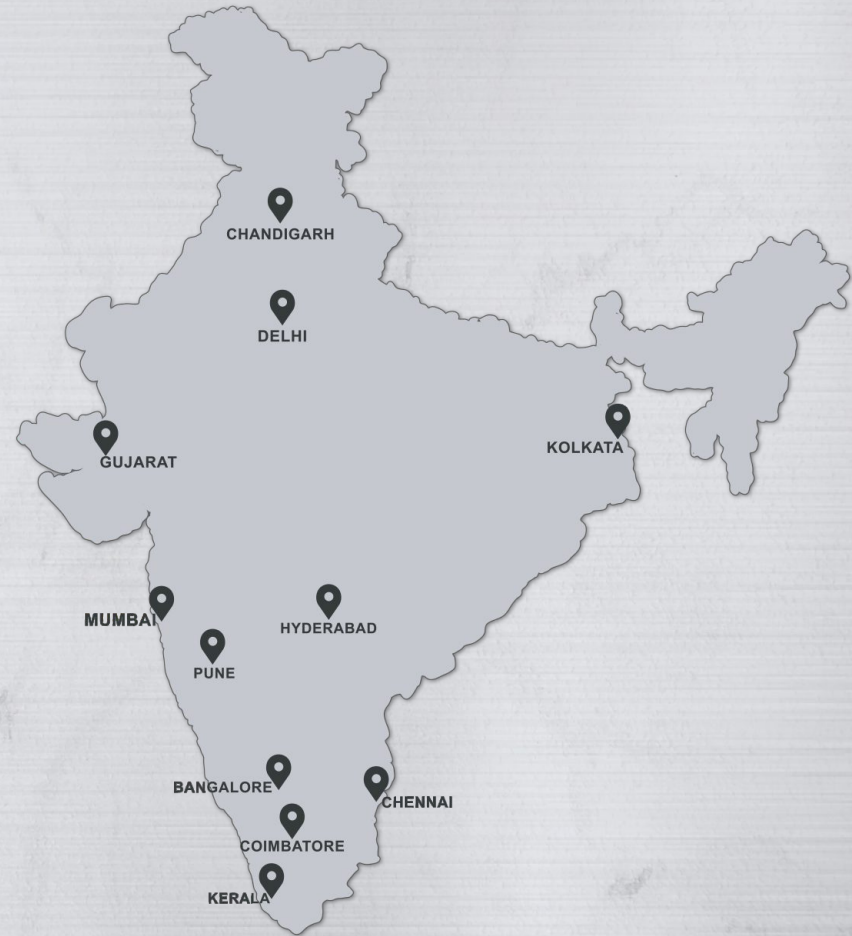 CHANDIGARH
DELHI
KOLKATA
GUJARAT
MUMBAI
HYDERABAD
PUNE
BANGALORE
CHENNAI
COIMBATORE
KERALA